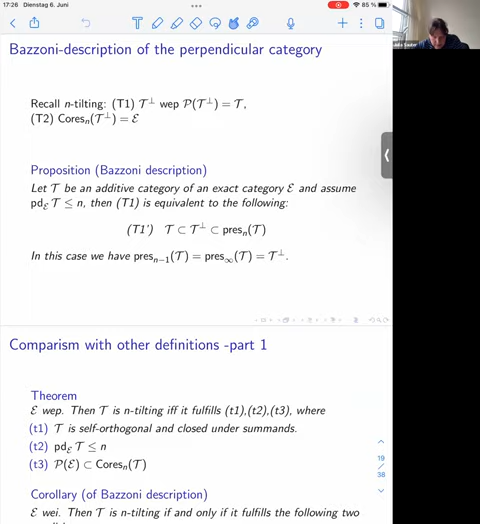 17:26 Dienstag 6. Juni
85 %
Bazzoni-description of the perpendicular category
Recall n-tilting: (T1) 𝒯^⊥ wep 𝒫(𝒯^⊥) = 𝒯,
(T2) Cores_n(𝒯^⊥) = ℰ
Proposition (Bazzoni description)
Let 𝒯 be an additive category of an exact category ℰ and assume
pd_ℰ 𝒯 ≤ n, then (T1) is equivalent to the following:
(T1') 𝒯 ⊂ 𝒯^⊥ ⊂ pres_n(𝒯)
In this case we have pres_{n−1}(𝒯) = pres_∞(𝒯) = 𝒯^⊥.
Comparism with other definitions -part 1
Theorem
ℰ wep. Then 𝒯 is n-tilting iff it fulfills (t1),(t2),(t3), where
(t1) 𝒯 is self-orthogonal and closed under summands.
(t2) pd_ℰ 𝒯 ≤ n
(t3) 𝒫(ℰ) ⊂ Cores_n(𝒯)
19
/
38
Corollary (of Bazzoni description)
ℰ wei. Then 𝒯 is n-tilting if and only if it fulfills the following two